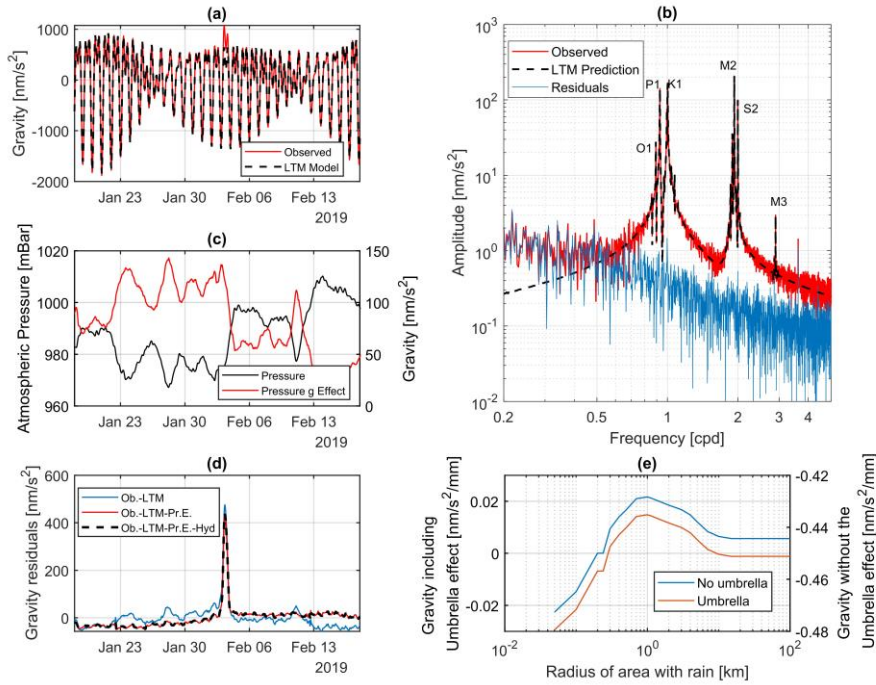 (a)
1000
0
-1000
-2000
Gravity [nm/s²]
Observed
LTM Model
Jan 23
Jan 30
Feb 06
Feb 13
2019
(b)
10⁴
10³
10²
10¹
10⁰
10⁻¹
10⁻²
Amplitude [nm/s²]
Observed
LTM Prediction
Residuals
P1
K1
O1
M2
S2
M3
0.2
0.5
1
2
3
4
Frequency [cpd]
(c)
1020
1000
980
960
Atmospheric Pressure [mBar]
150
100
50
0
Gravity [nm/s²]
Pressure
Pressure g Effect
Jan 23
Jan 30
Feb 06
Feb 13
2019
(d)
600
400
200
0
Gravity residuals [nm/s²]
Ob.-LTM
Ob.-LTM-Pr.E.
Ob.-LTM-Pr.E.-Hyd
Jan 23
Jan 30
Feb 06
Feb 13
2019
(e)
0.02
0
-0.02
Gravity including
Umbrella effect [nm/s²/mm]
-0.42
-0.44
-0.46
-0.48
Gravity without the
Umbrella effect [nm/s²/mm]
No umbrella
Umbrella
10⁻²
10⁰
10²
Radius of area with rain [km]